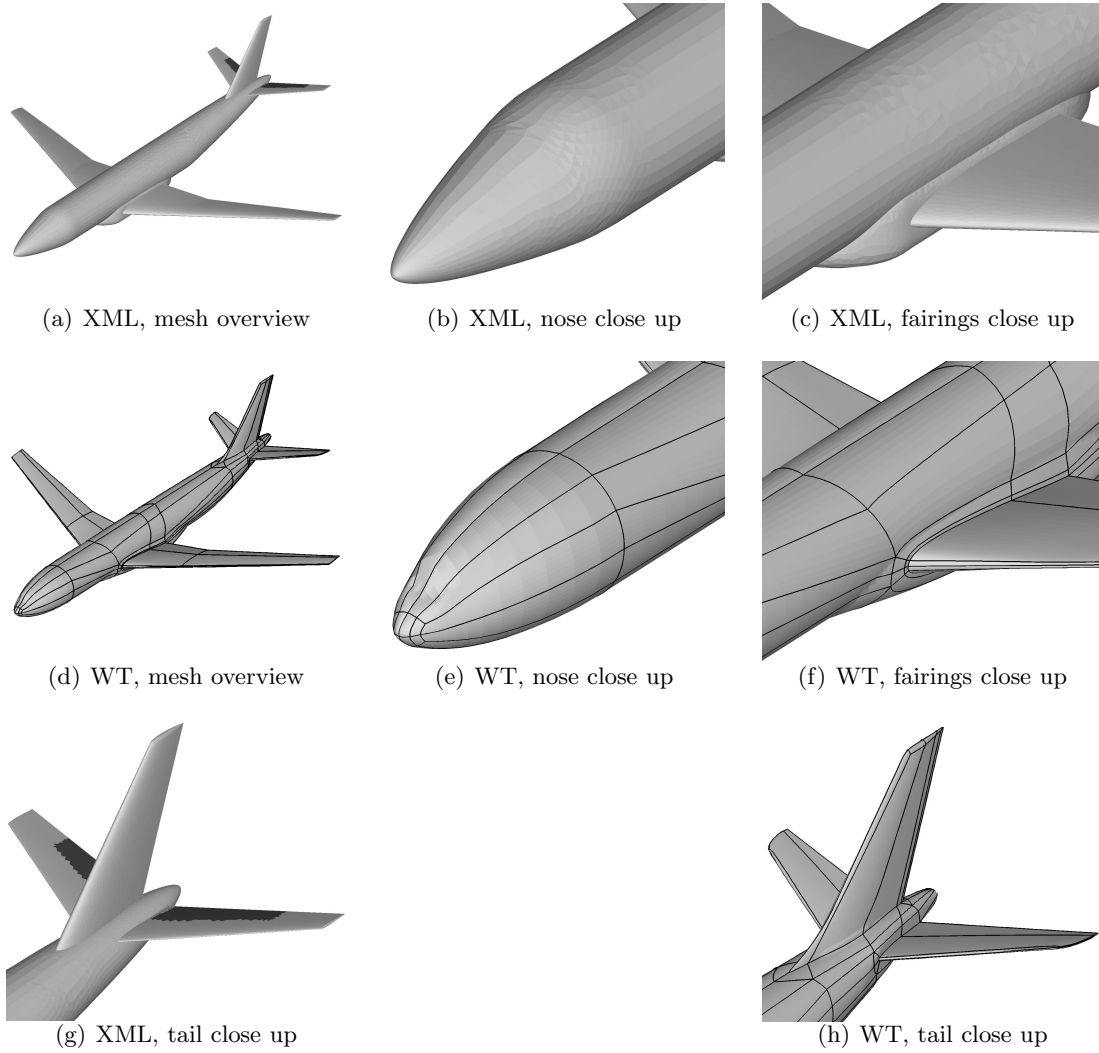 (a) XML, mesh overview
(b) XML, nose close up
(c) XML, fairings close up
(d) WT, mesh overview
(e) WT, nose close up
(f) WT, fairings close up
(g) XML, tail close up
(h) WT, tail close up